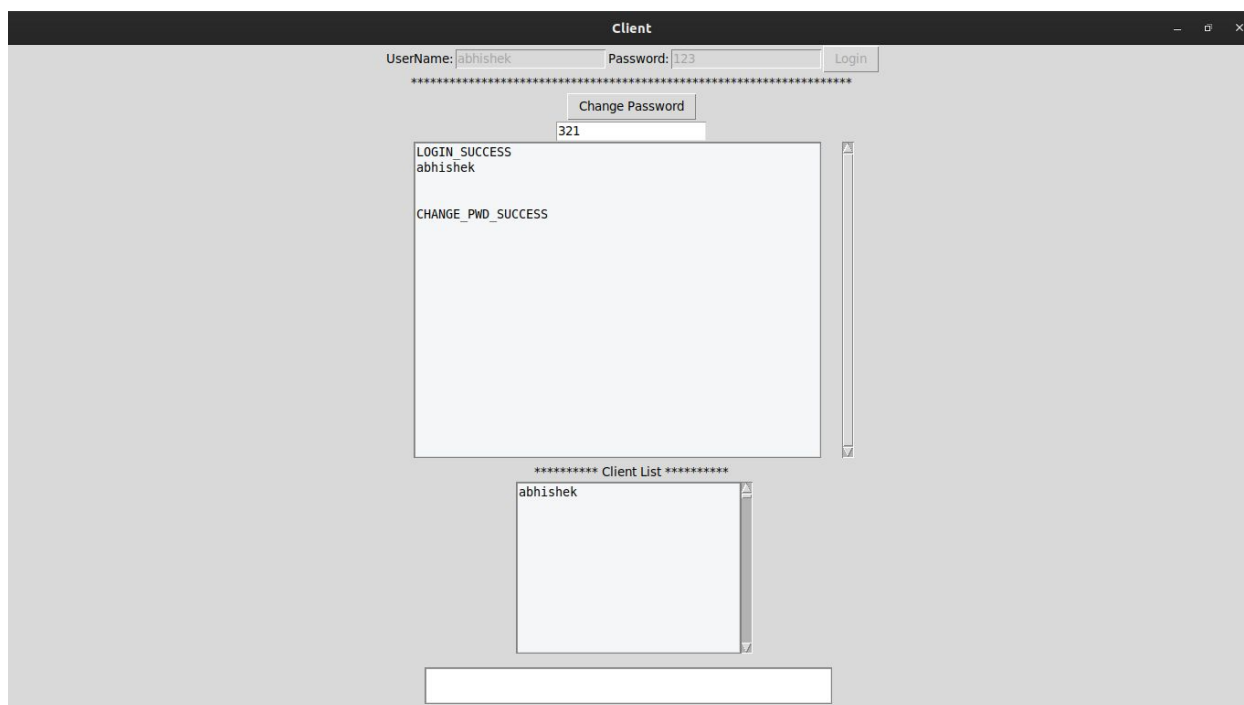 Client
UserName: abhishek Password: 123 Login
*********************************************************************
Change Password
321
LOGIN_SUCCESS
abhishek
CHANGE_PWD_SUCCESS
********** Client List **********
abhishek